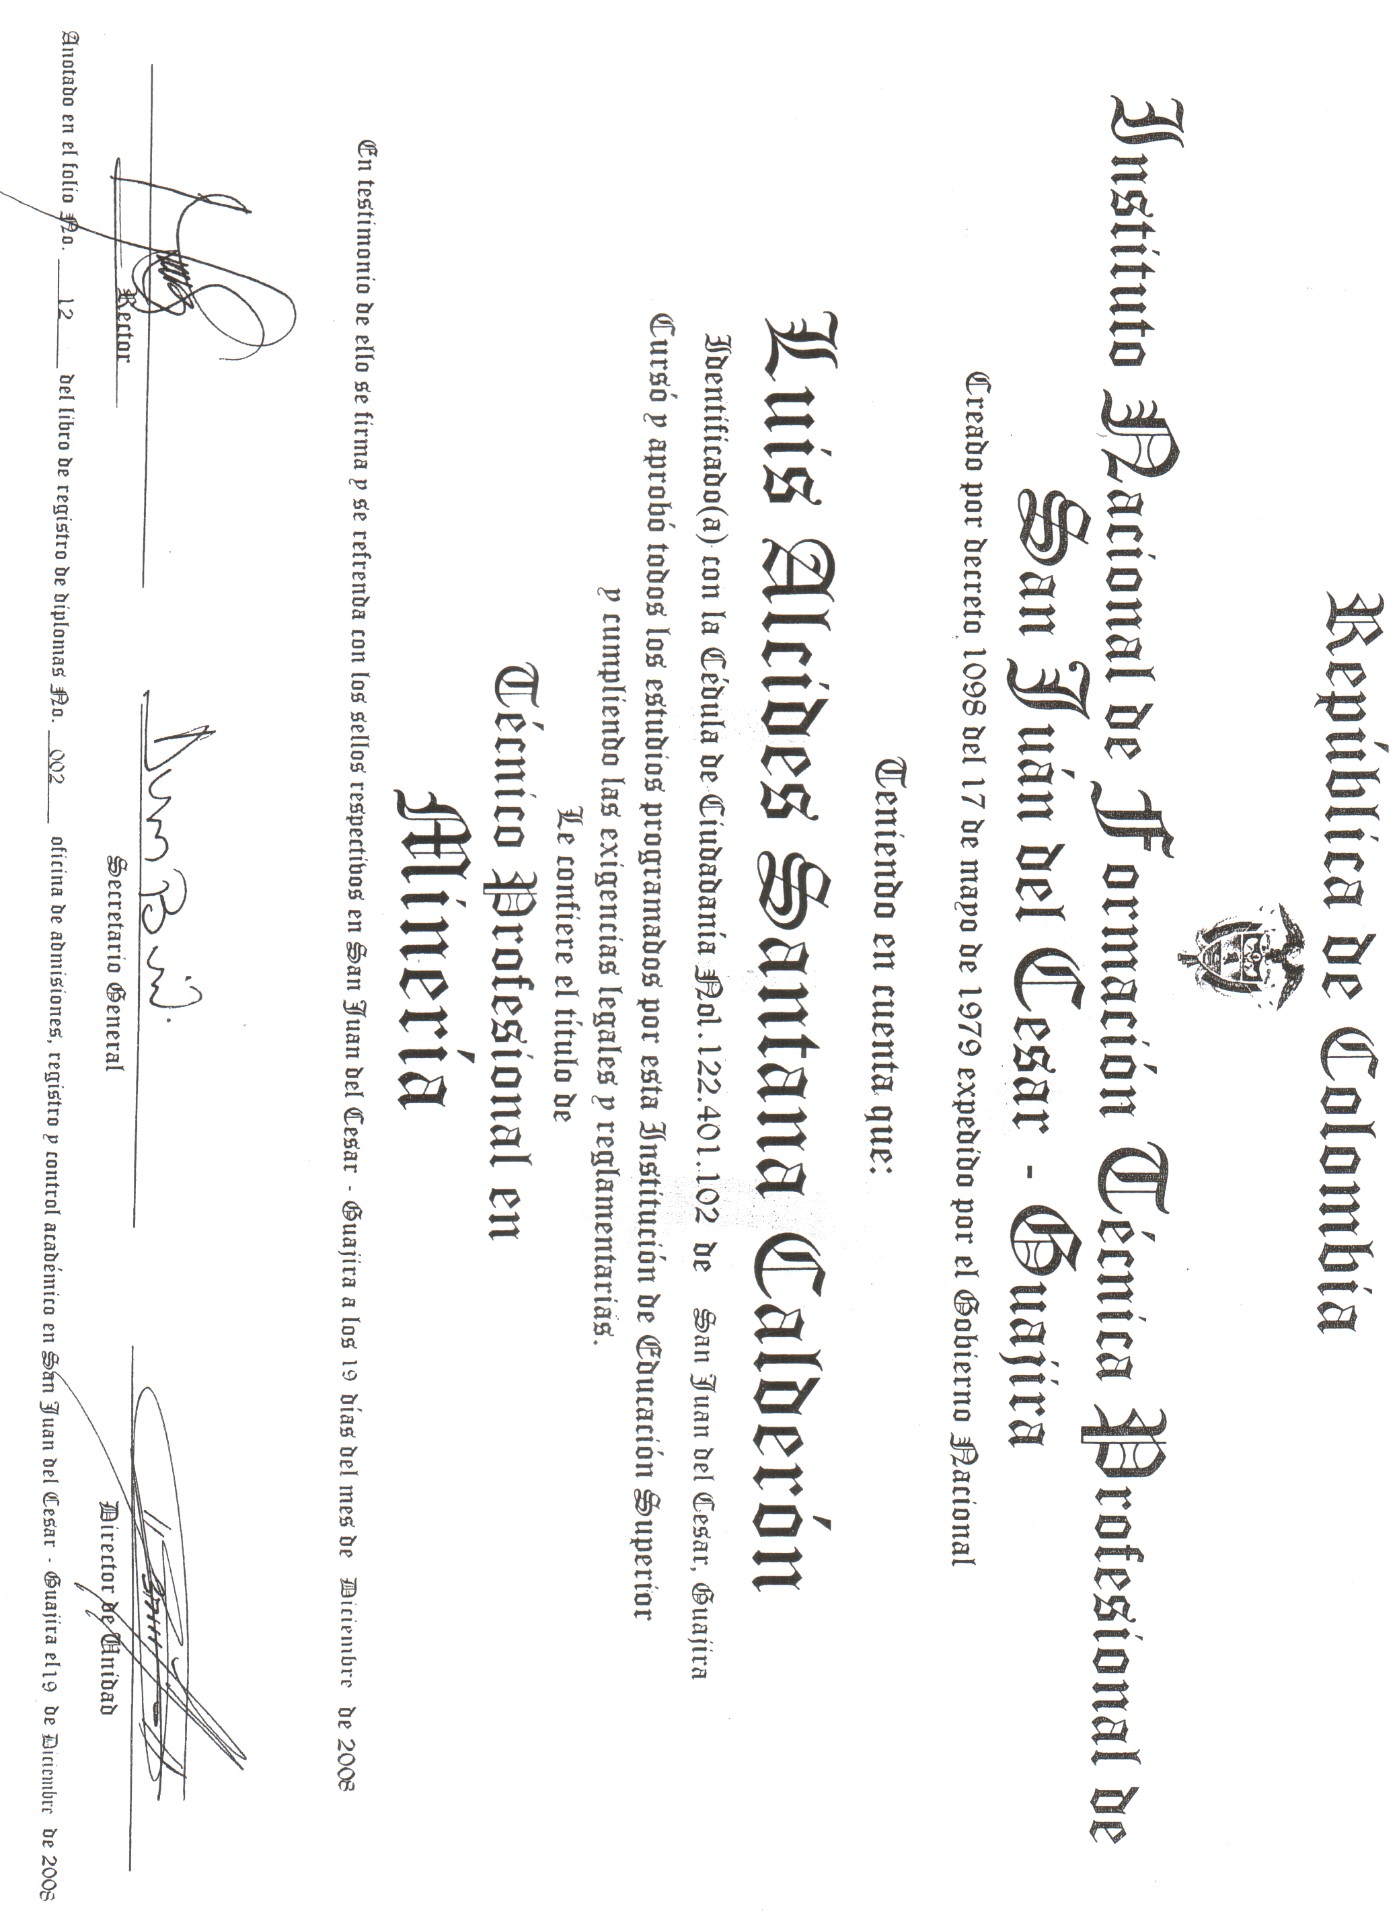 República de Colombia
Instituto Nacional de Formación Técnica Profesional de
San Juán del Cesar - Guajira
Creado por decreto 1098 del 17 de mayo de 1979 expedido por el Gobierno Nacional
Teniendo en cuenta que:
Luis Alcides Santana Calderón
Identificado(a) con la Cédula de Ciudadanía No1.122.401.102 de San Juan del Cesar, Guajira
Cursó y aprobó todos los estudios programados por esta Institución de Educación Superior
y cumpliendo las exigencias legales y reglamentarias.
Le confiere el título de
Técnico Profesional en
Minería
En testimonio de ello se firma y se refrenda con los sellos respectivos en San Juan del Cesar - Guajira a los 19 días del mes de Diciembre de 2008
Rector
Secretario General
Director de Unidad
Anotado en el folio No. 12 del libro de registro de diplomas No. 002 oficina de admisiones, registro y control académico en San Juan del Cesar - Guajira el 19 de Diciembre de 2008